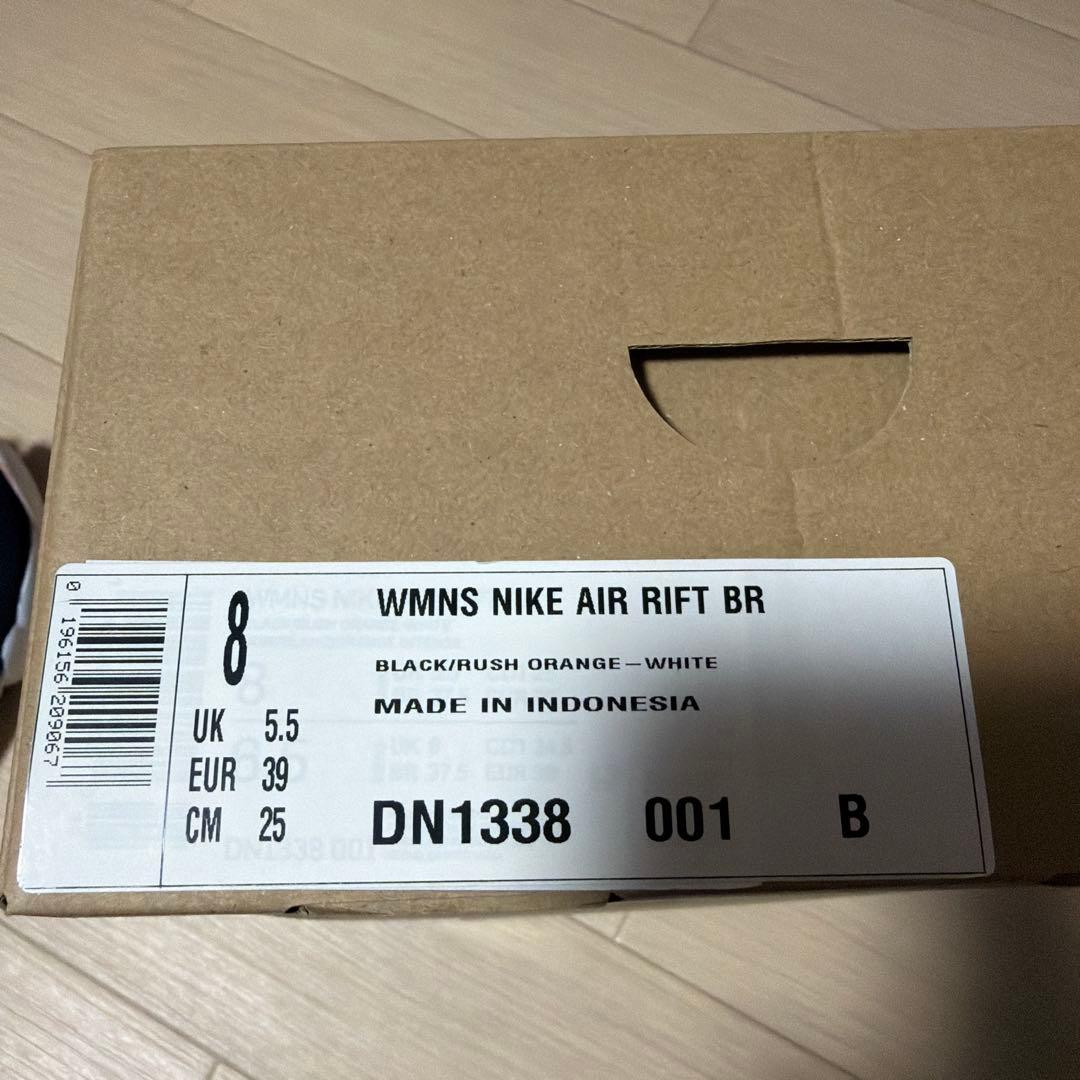 0 196156 209067
8
UK 5.5
EUR 39
CM 25
WMNS NIKE AIR RIFT BR
BLACK/RUSH ORANGE-WHITE
MADE IN INDONESIA
DN1338 001 B